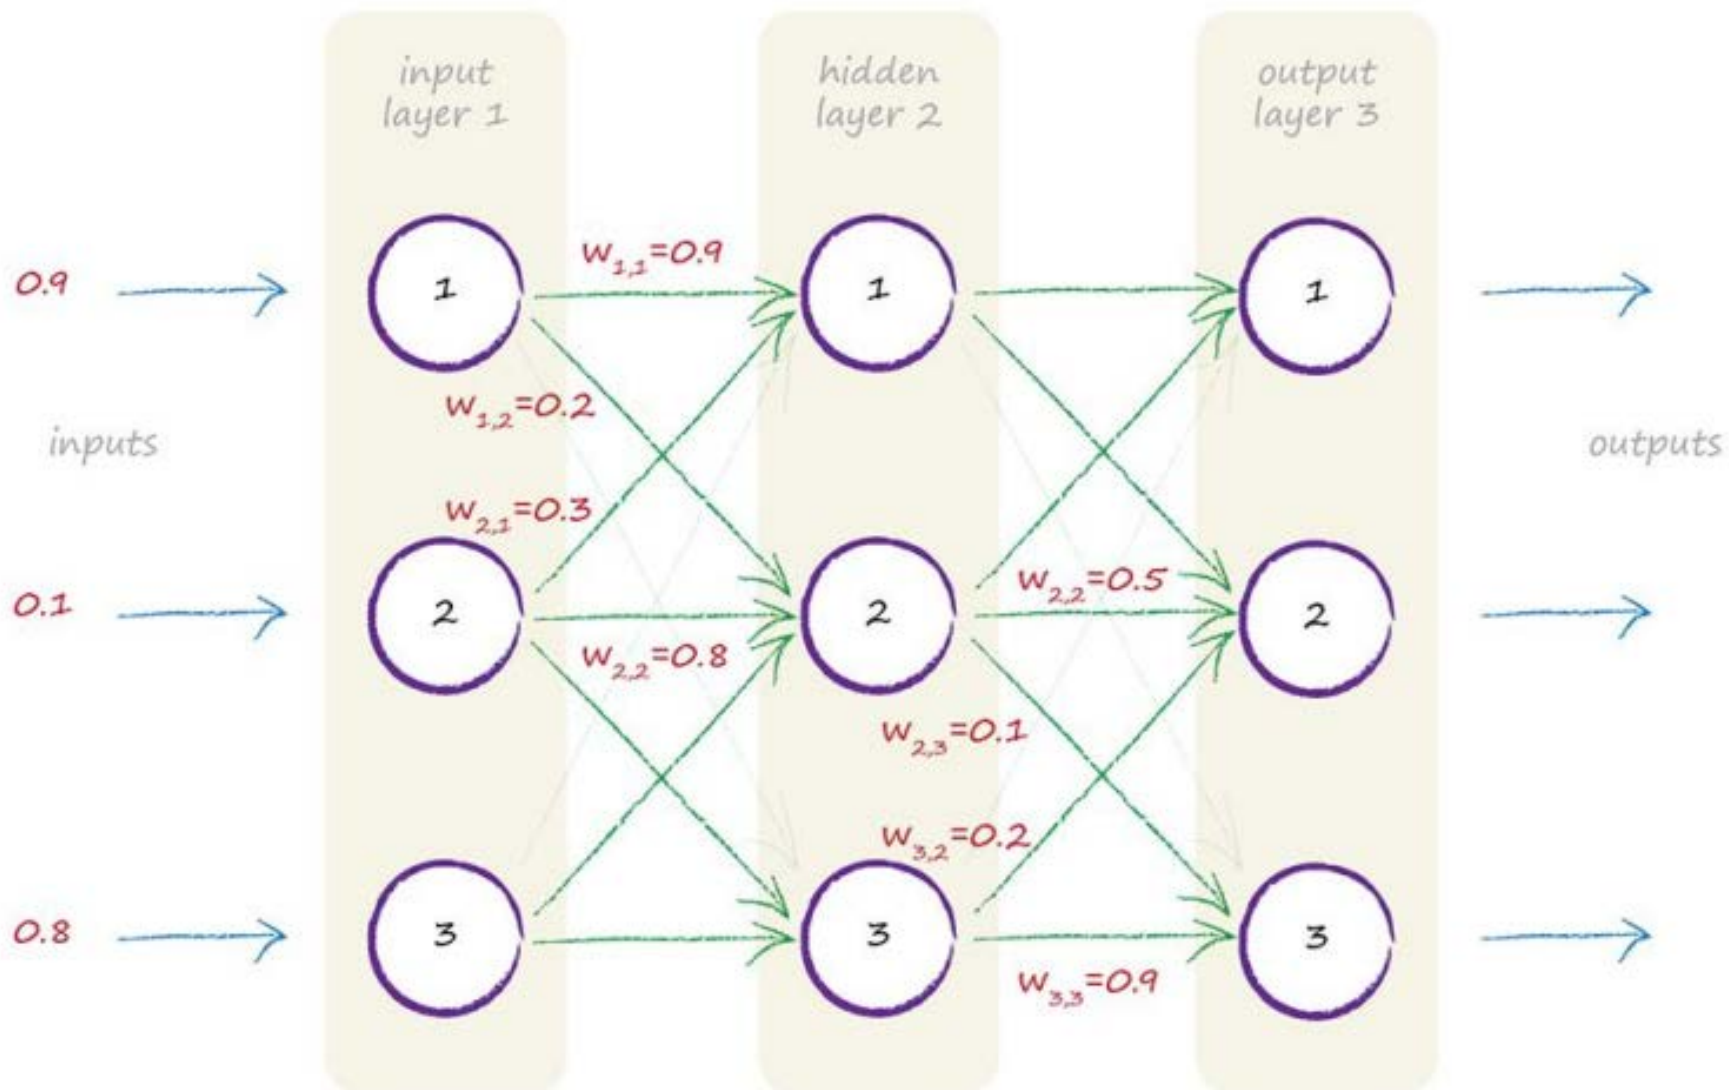 input
layer 1
hidden
layer 2
output
layer 3
w1,1=0.9
0.9
1
1
1
w1,2=0.2
inputs
outputs
w2,1=0.3
w2,2=0.5
0.1
2
2
2
w2,2=0.8
w2,3=0.1
w3,2=0.2
0.8
3
3
3
w3,3=0.9